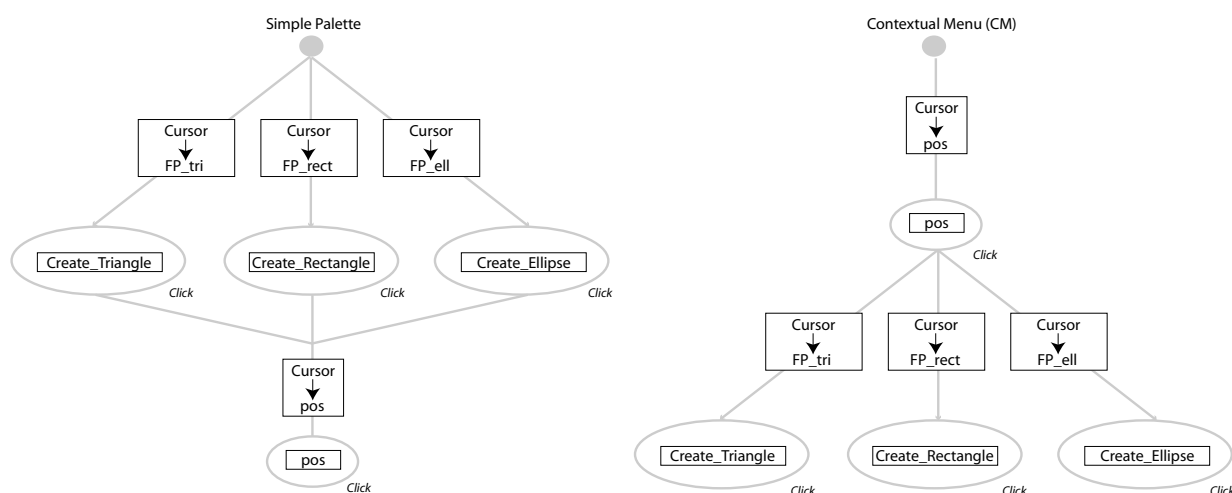 Simple Palette
Cursor
FP_tri
Cursor
FP_rect
Cursor
FP_ell
Create_Triangle
Click
Create_Rectangle
Click
Create_Ellipse
Click
Cursor
pos
pos
Click
Contextual Menu (CM)
Cursor
pos
pos
Click
Cursor
FP_tri
Cursor
FP_rect
Cursor
FP_ell
Create_Triangle
Click
Create_Rectangle
Click
Create_Ellipse
Click